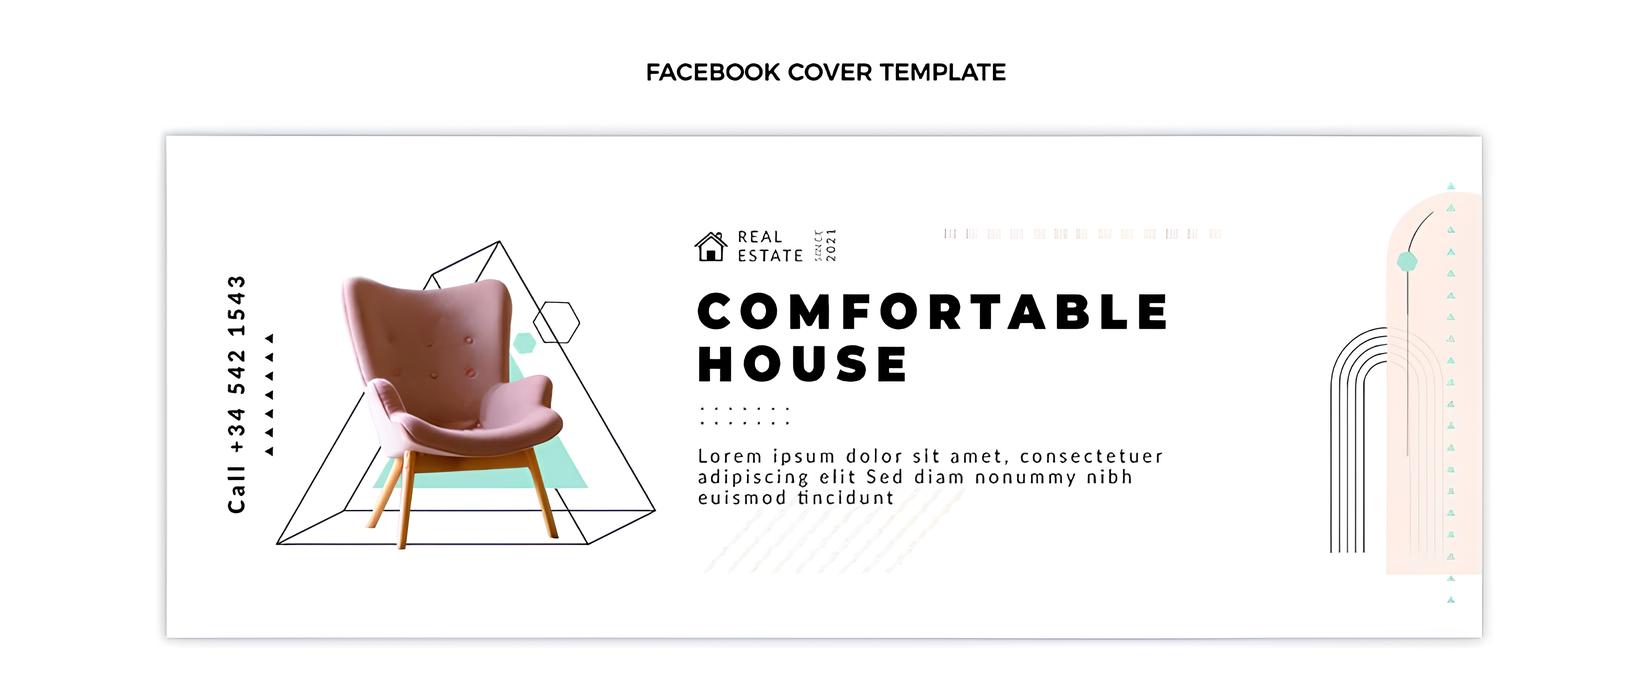 FACEBOOK COVER TEMPLATE
Call +34 542 1543
REAL
ESTATE
2021
COMFORTABLE
HOUSE
Lorem ipsum dolor sit amet, consectetuer
adipiscing elit Sed diam nonummy nibh
euismod tincidunt